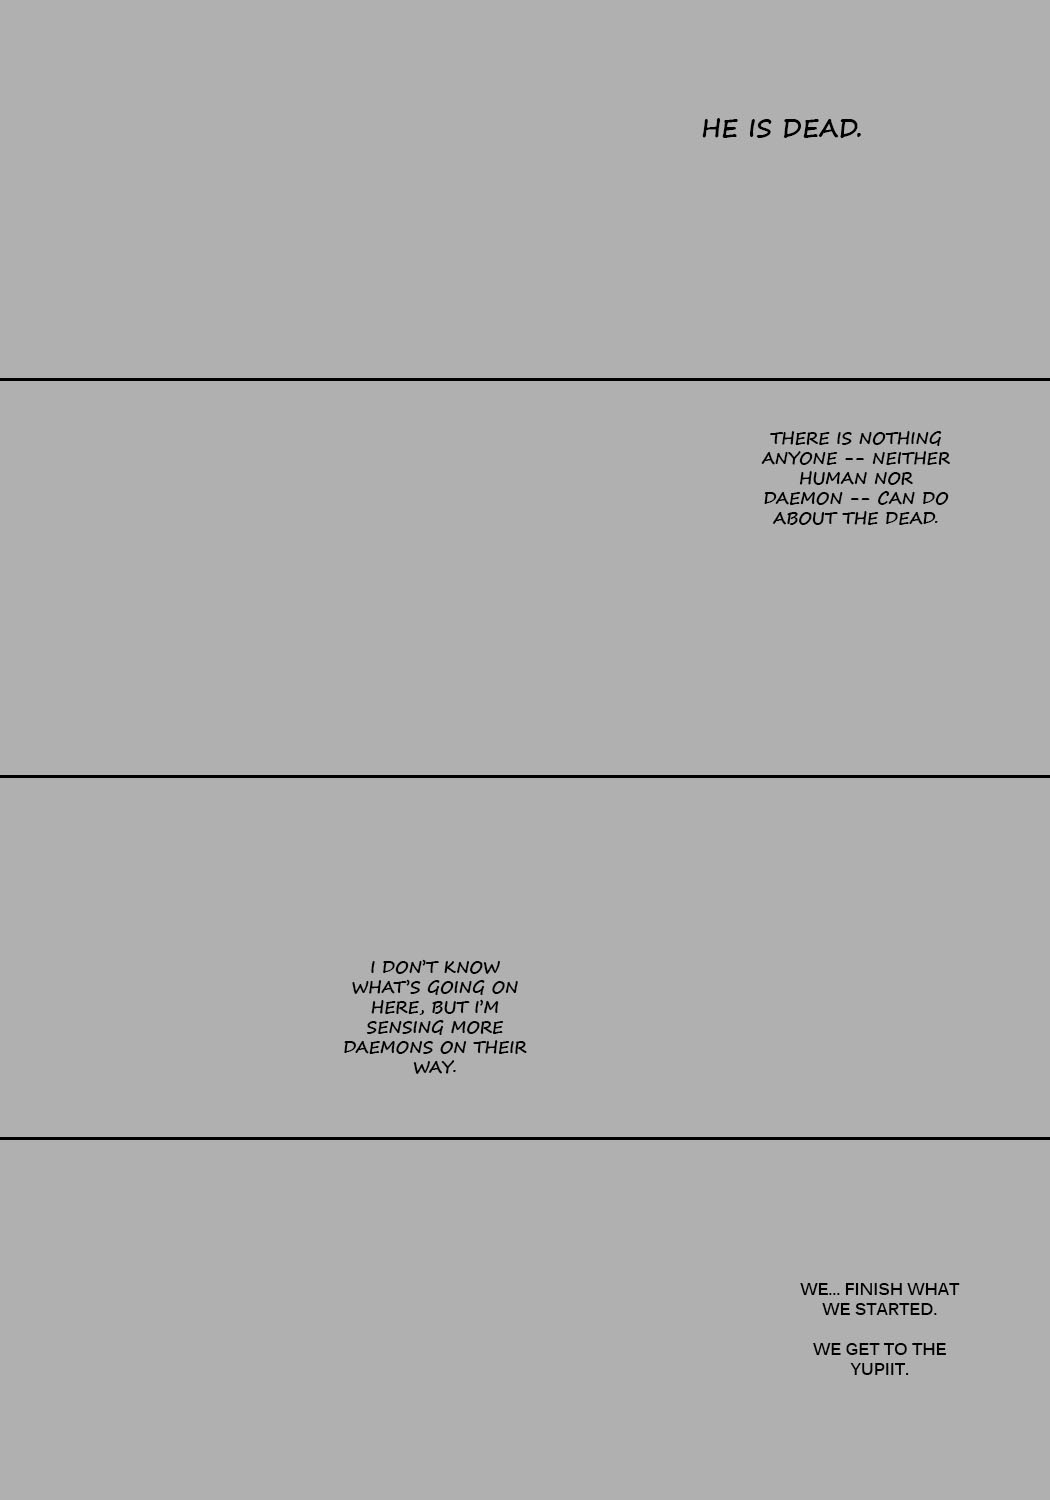 HE IS DEAD.
THERE IS NOTHING
ANYONE -- NEITHER
HUMAN NOR
DAEMON -- CAN DO
ABOUT THE DEAD.
I DON'T KNOW
WHAT'S GOING ON
HERE, BUT I'M
SENSING MORE
DAEMONS ON THEIR
WAY.
WE... FINISH WHAT
WE STARTED.
WE GET TO THE
YUPIIT.